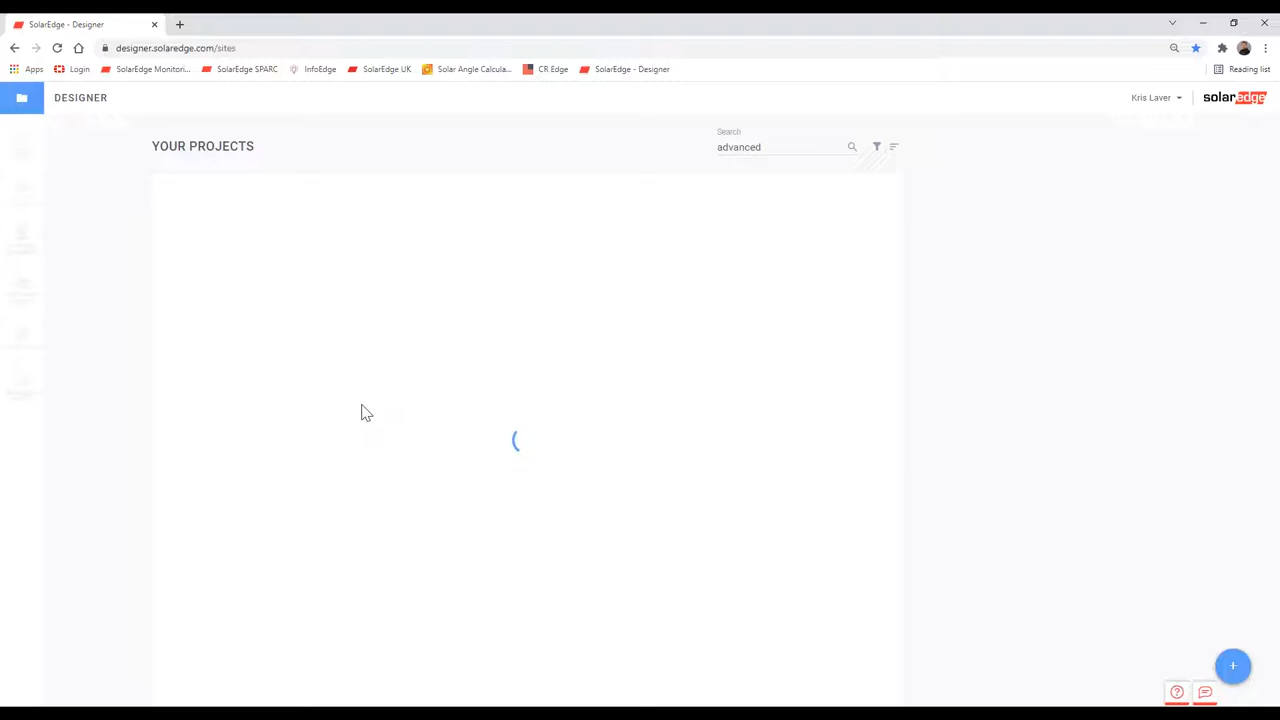 SolarEdge - Designer
designer.solaredge.com/sites
Apps Login SolarEdge Monitori... SolarEdge SPARC InfoEdge SolarEdge UK Solar Angle Calcula... CR Edge SolarEdge - Designer Reading list
DESIGNER
Kris Laver
solaredge
YOUR PROJECTS
Search
advanced